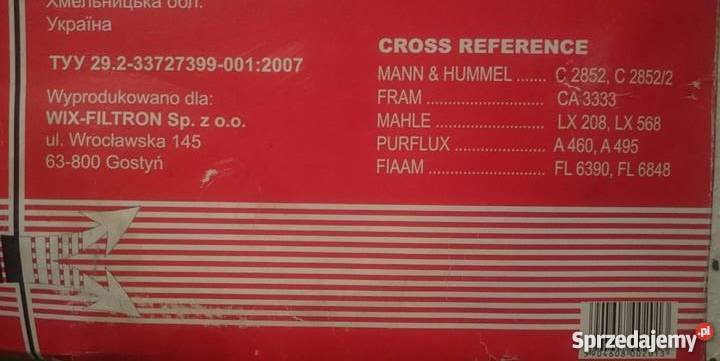 Хмельницька обл.
Україна
ТУУ 29.2-33727399-001:2007
Wyprodukowano dla:
WIX-FILTRON Sp. z o.o.
ul. Wrocławska 145
63-800 Gostyń
CROSS REFERENCE
MANN & HUMMEL ....... C 2852, C 2852/2
FRAM ............................ CA 3333
MAHLE .......................... LX 208, LX 568
PURFLUX ...................... A 460, A 495
FIAAM ........................... FL 6390, FL 6848
Sprzedajemy.pl